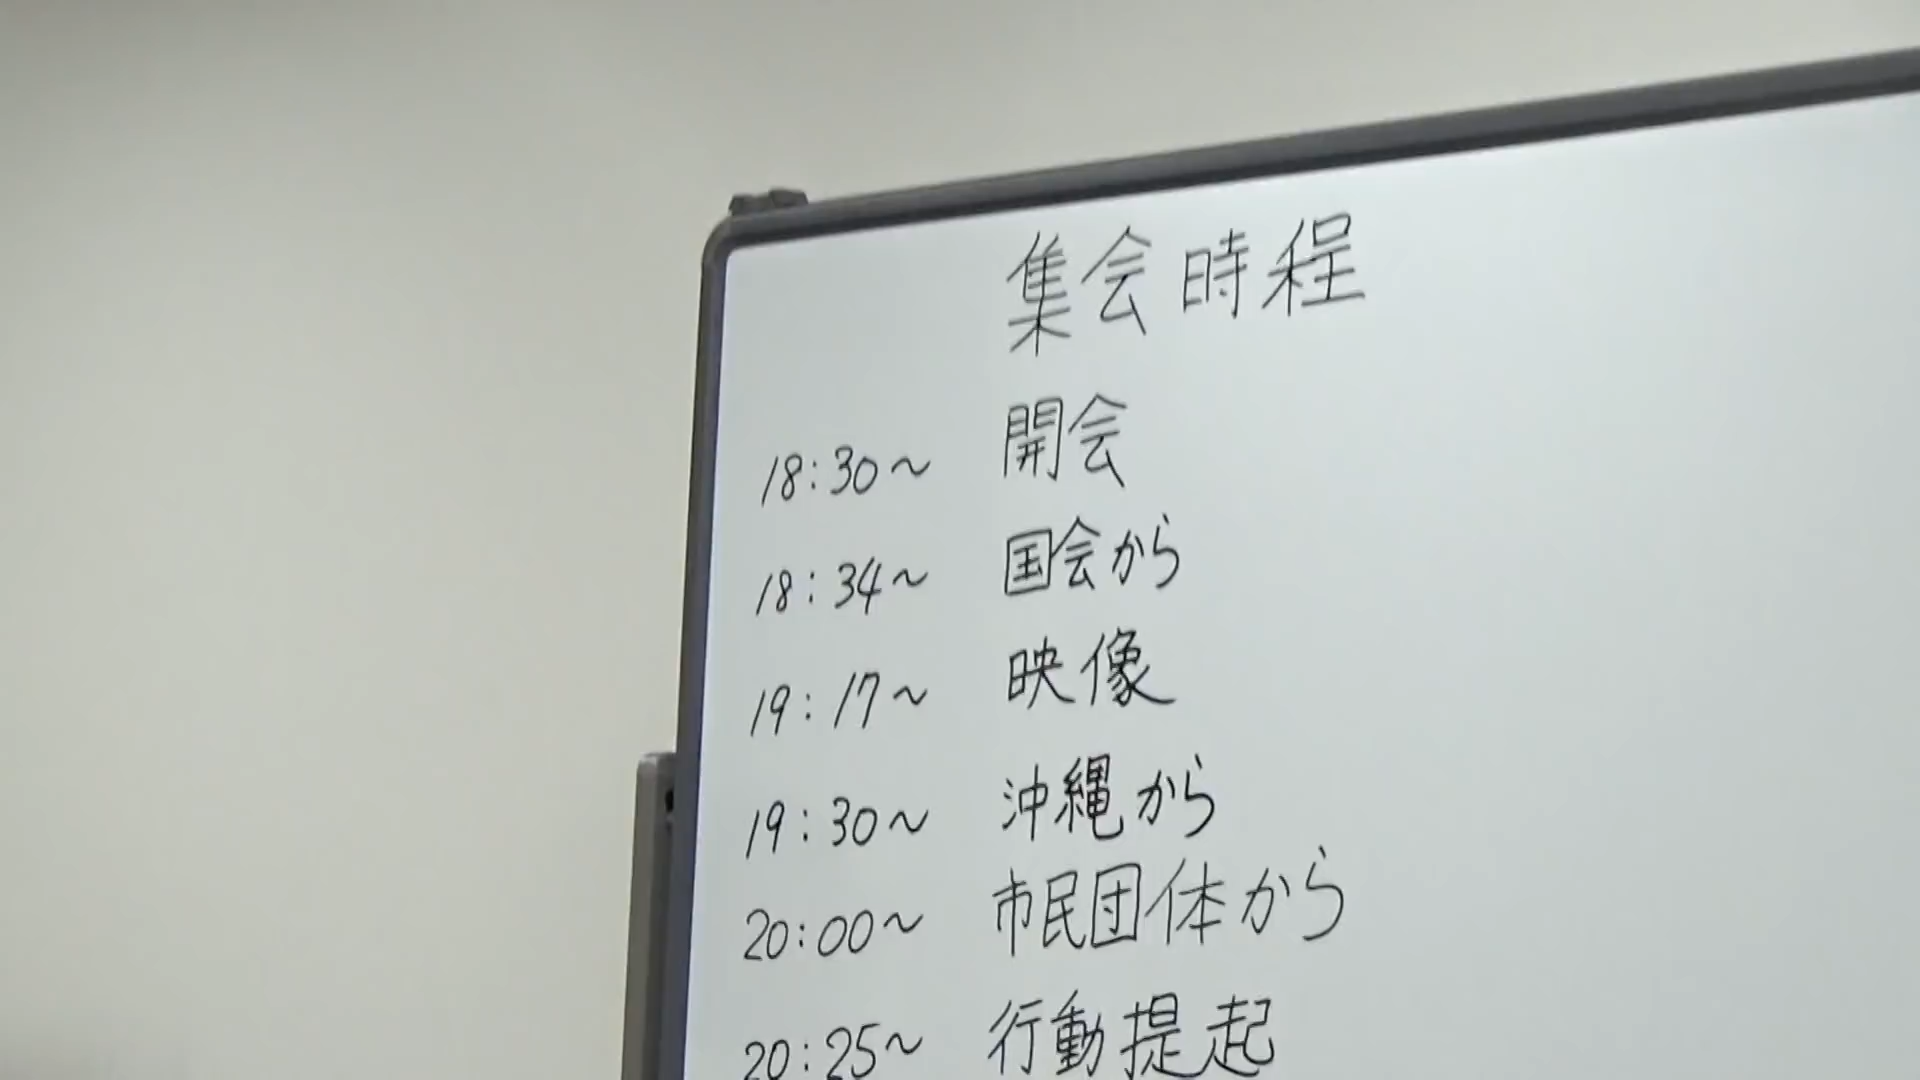 集会時程
18:30～ 開会
18:34～ 国会から
19:17～ 映像
19:30～ 沖縄から
20:00～ 市民団体から
20:25～ 行動提起